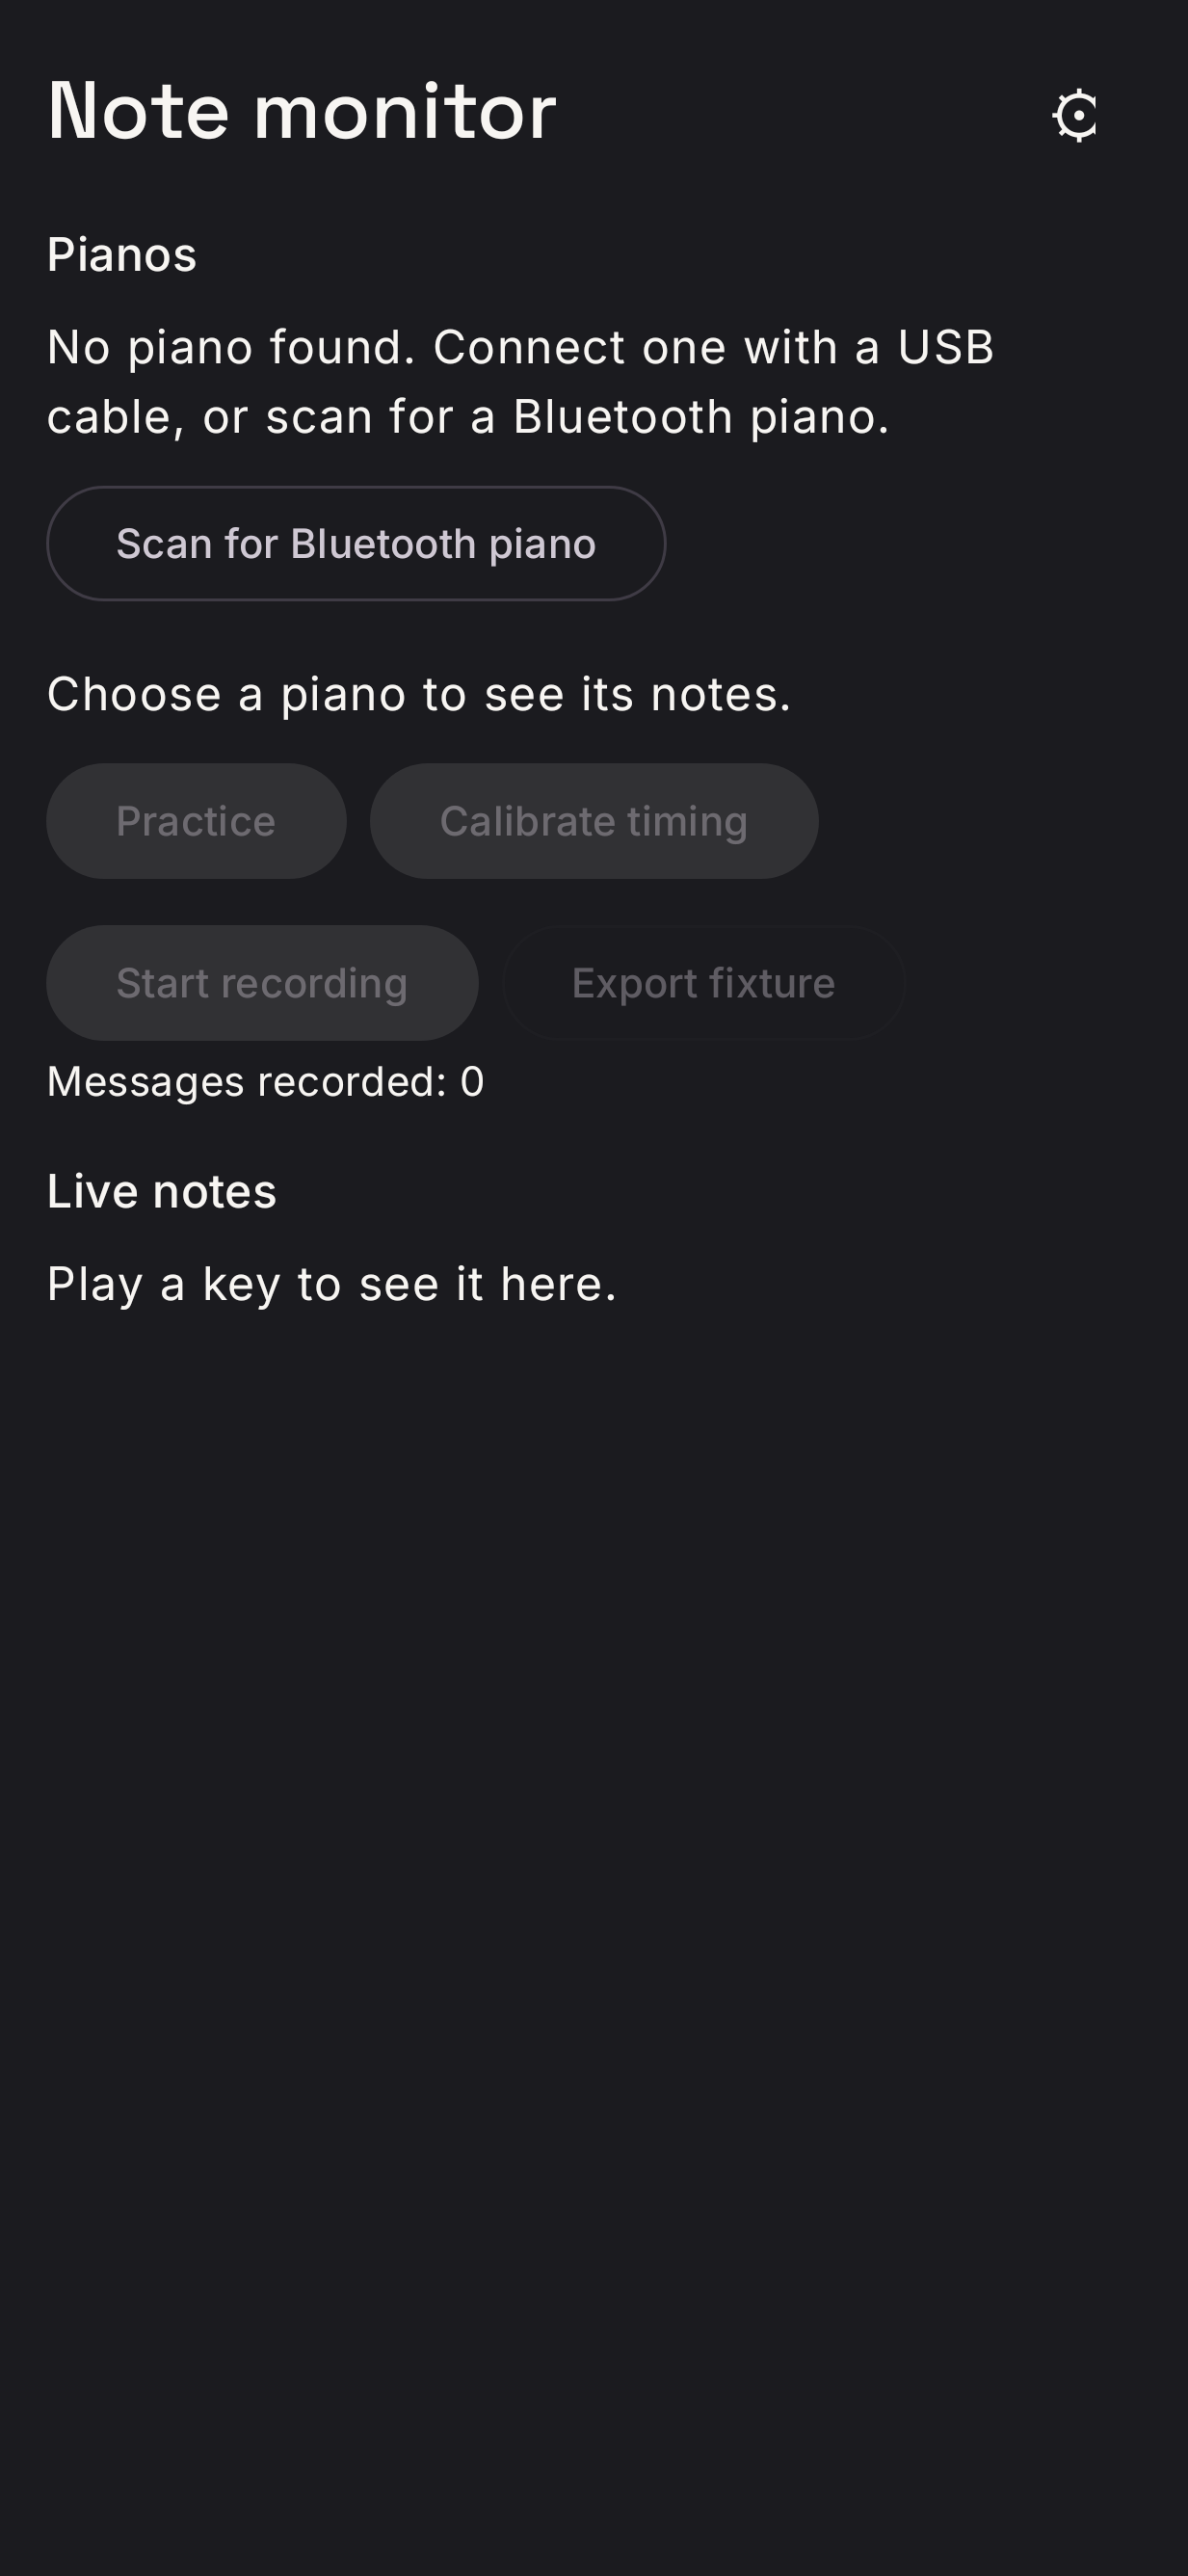 Note monitor
Pianos
No piano found. Connect one with a USB
cable, or scan for a Bluetooth piano.
Scan for Bluetooth piano
Choose a piano to see its notes.
Practice
Calibrate timing
Start recording
Export fixture
Messages recorded: 0
Live notes
Play a key to see it here.